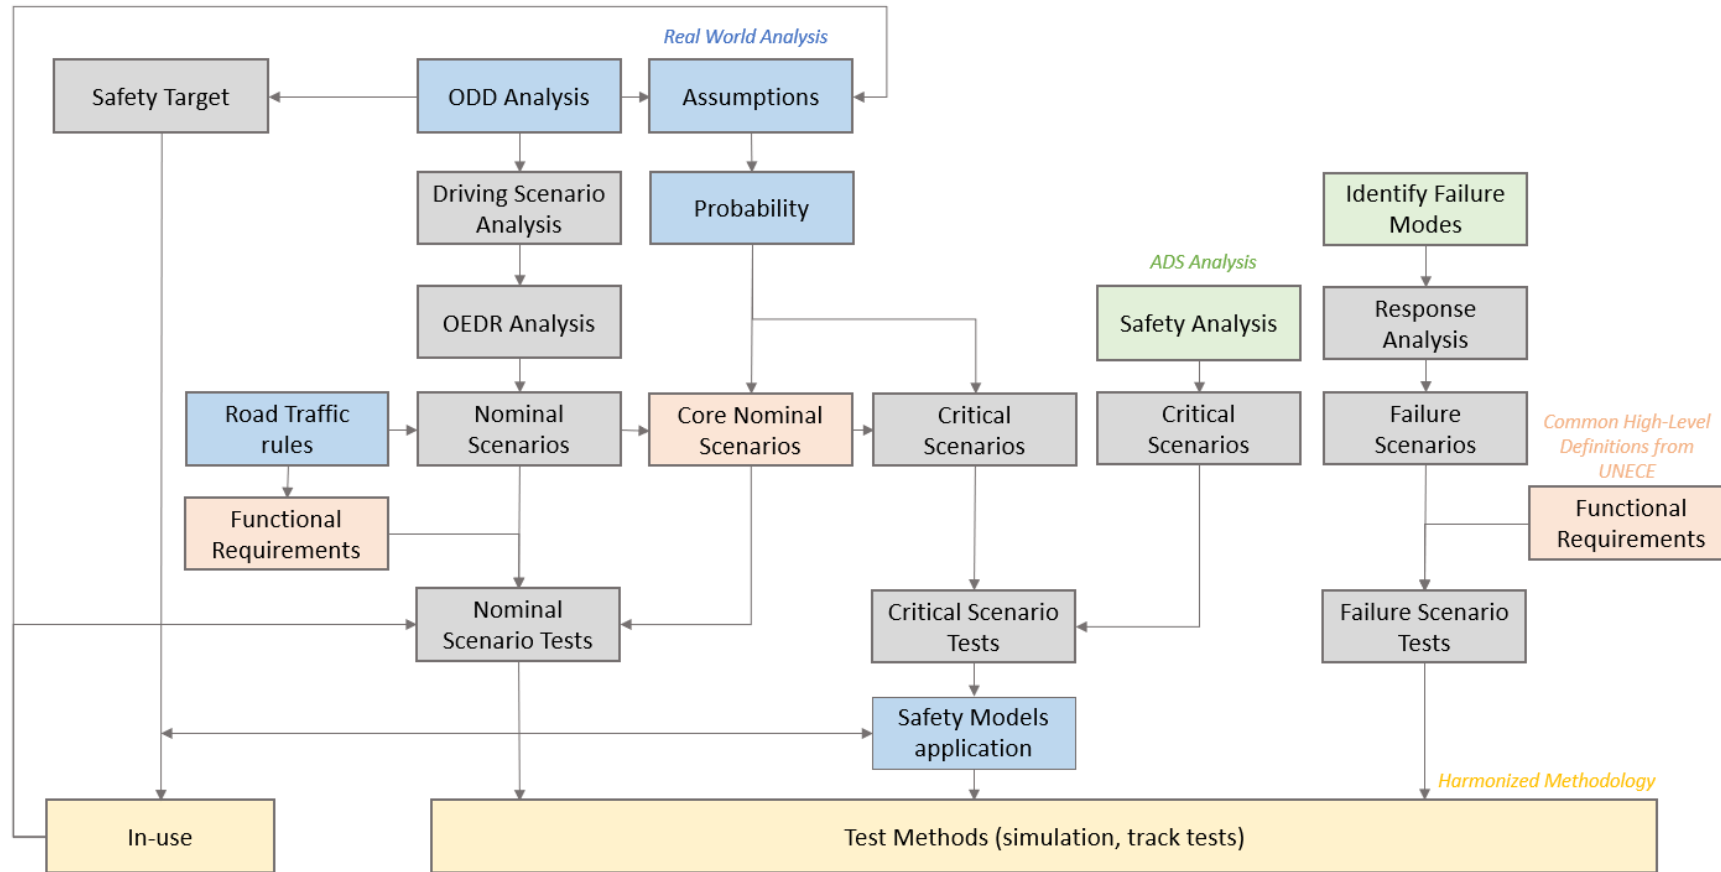 Real World Analysis
Safety Target
ODD Analysis
Assumptions
Driving Scenario
Analysis
Probability
Identify Failure
Modes
ADS Analysis
OEDR Analysis
Safety Analysis
Response
Analysis
Road Traffic
rules
Nominal
Scenarios
Core Nominal
Scenarios
Critical
Scenarios
Critical
Scenarios
Failure
Scenarios
Common High-Level
Definitions from
UNECE
Functional
Requirements
Functional
Requirements
Nominal
Scenario Tests
Critical Scenario
Tests
Failure Scenario
Tests
Safety Models
application
Harmonized Methodology
In-use
Test Methods (simulation, track tests)